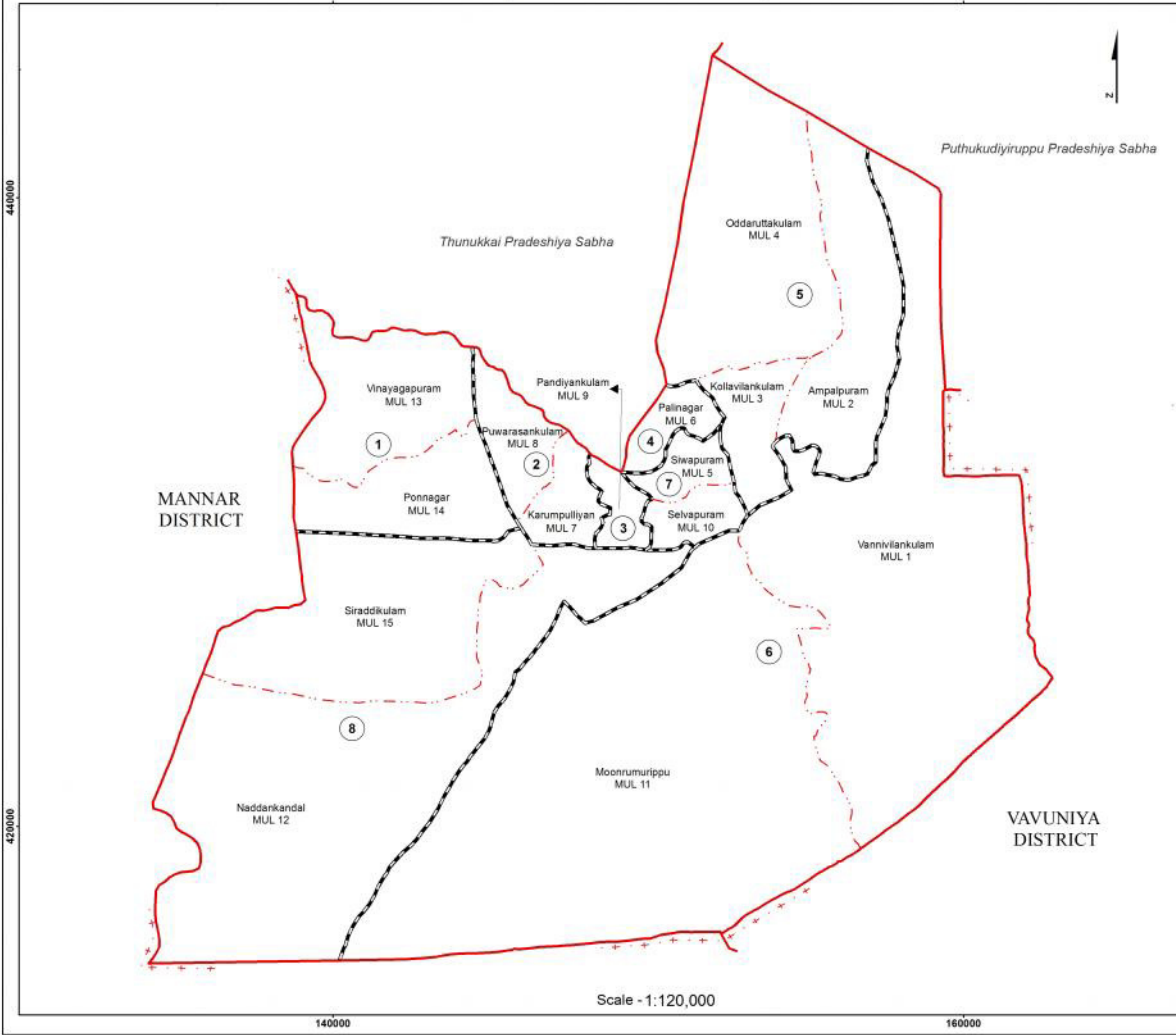 N
Puthukudiyiruppu Pradeshiya Sabha
440000
Oddaruttakulam
MUL 4
Thunukkai Pradeshiya Sabha
5
Pandiyankulam
MUL 9
Kollavilankulam
MUL 3
Ampalpuram
MUL 2
Vinayagapuram
MUL 13
Palinagar
MUL 6
Puwarasankulam
MUL 8
1
2
4
Siwapuram
MUL 5
7
MANNAR
DISTRICT
Ponnagar
MUL 14
Karumpulliyan
MUL 7
3
Selvapuram
MUL 10
Vannivilankulam
MUL 1
Siraddikulam
MUL 15
6
8
Moonrumurippu
MUL 11
Naddankandal
MUL 12
420000
VAVUNIYA
DISTRICT
Scale - 1:120,000
140000
160000